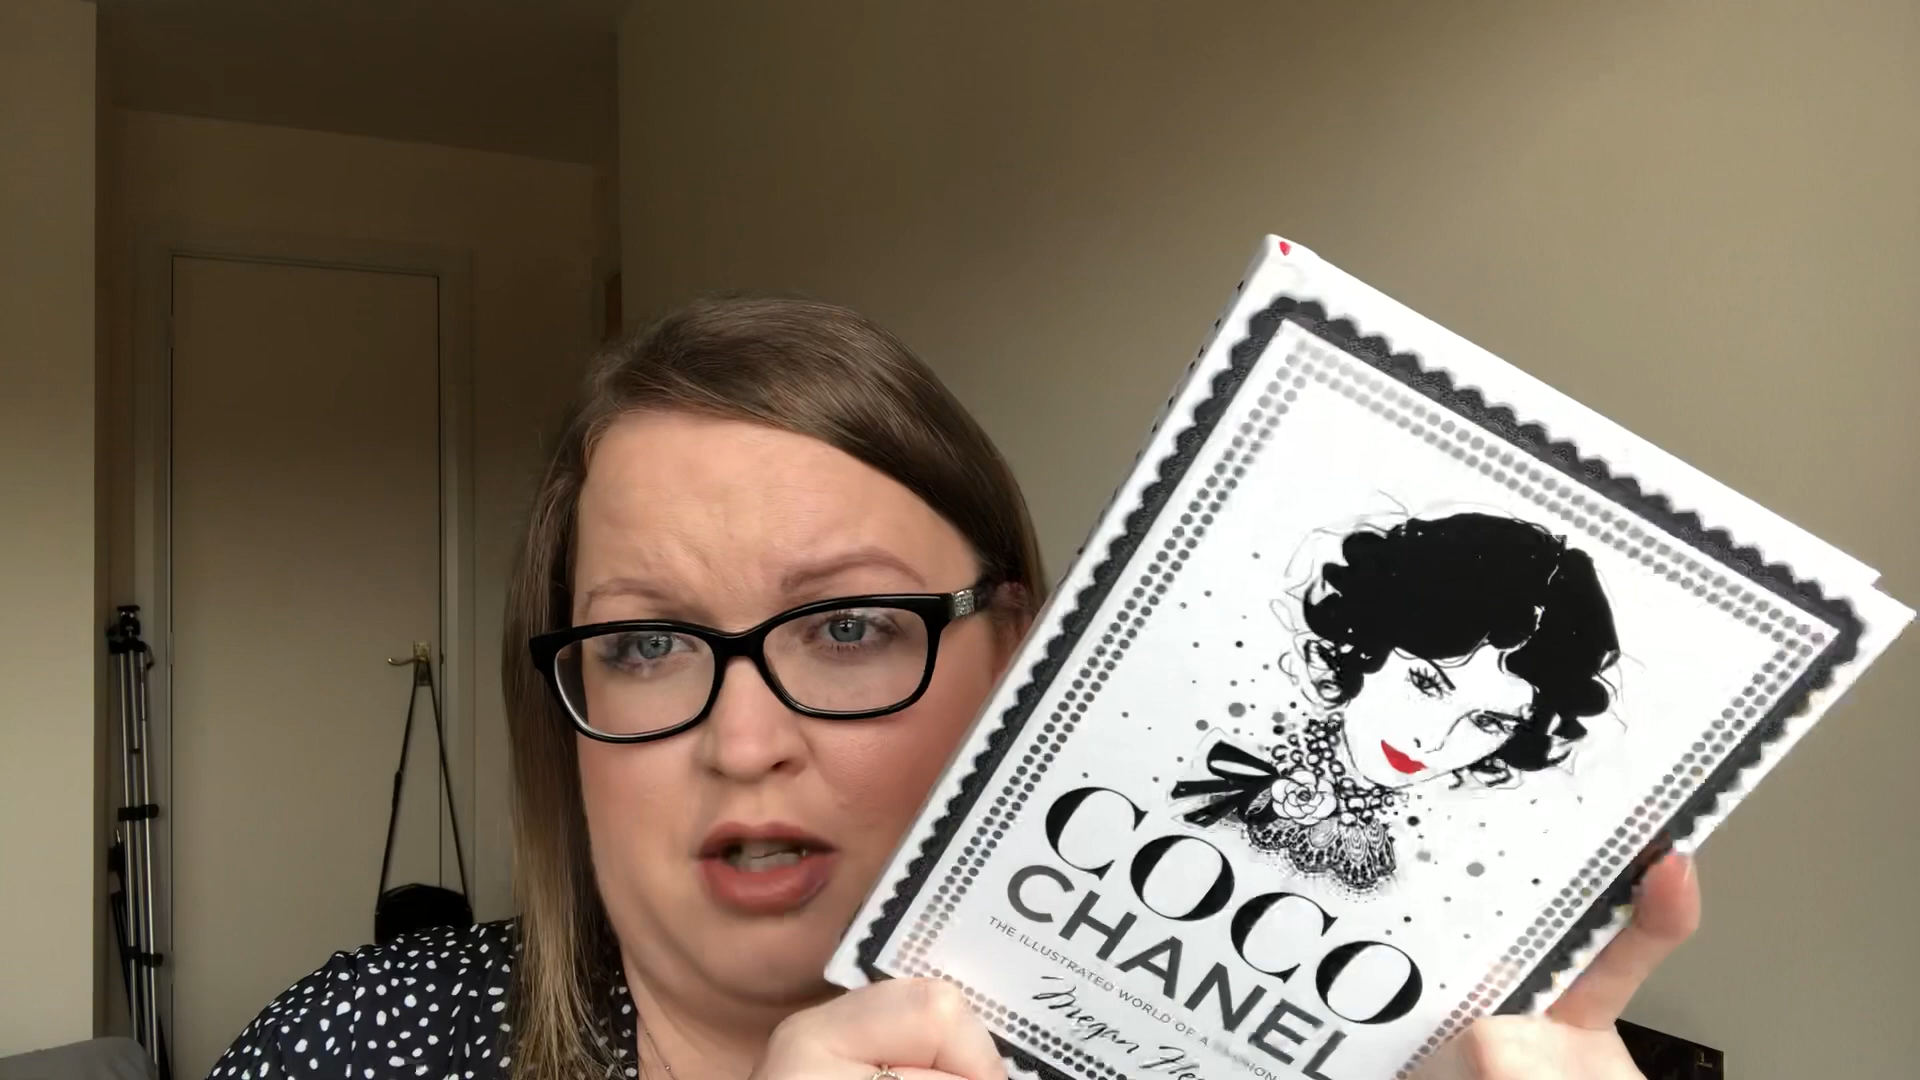 COCO
CHANEL
THE ILLUSTRATED WORLD OF A
Megan